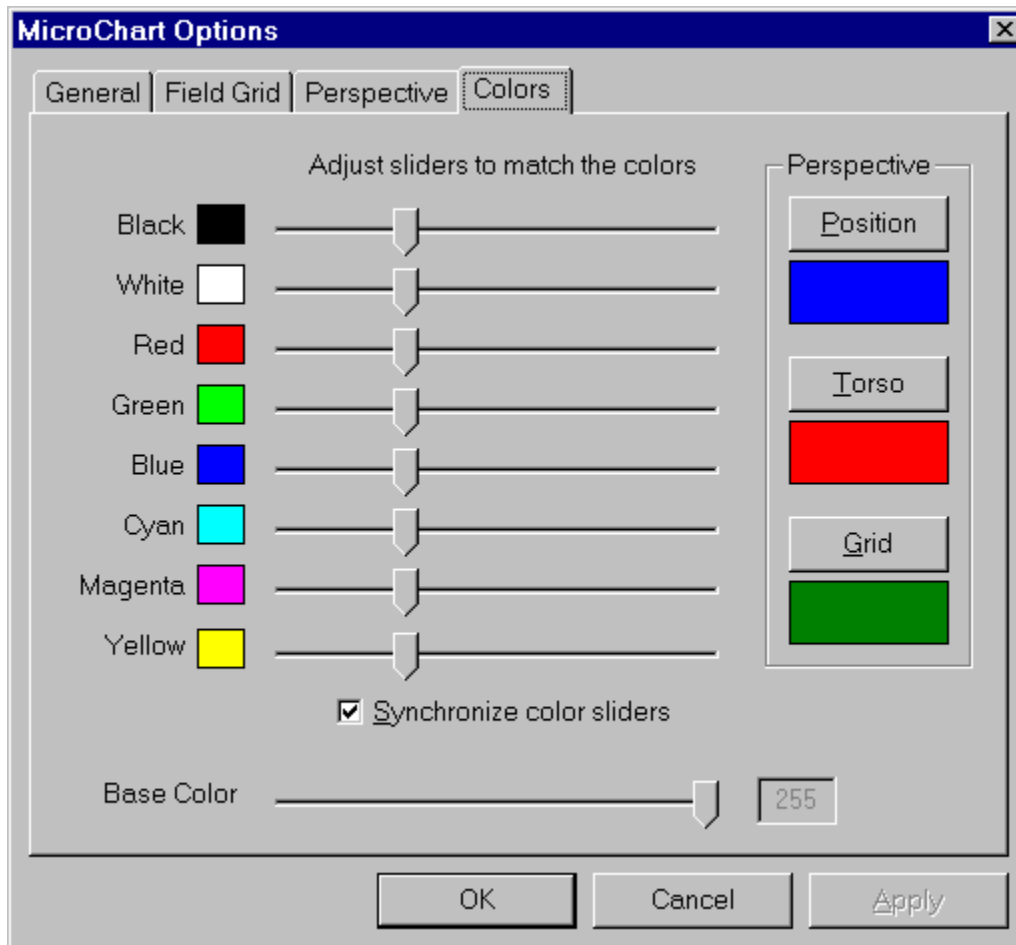 MicroChart Options
General Field Grid Perspective Colors
Adjust sliders to match the colors
Perspective
Black
Position
White
Red
Torso
Green
Blue
Cyan
Grid
Magenta
Yellow
Synchronize color sliders
Base Color 255
OK Cancel Apply